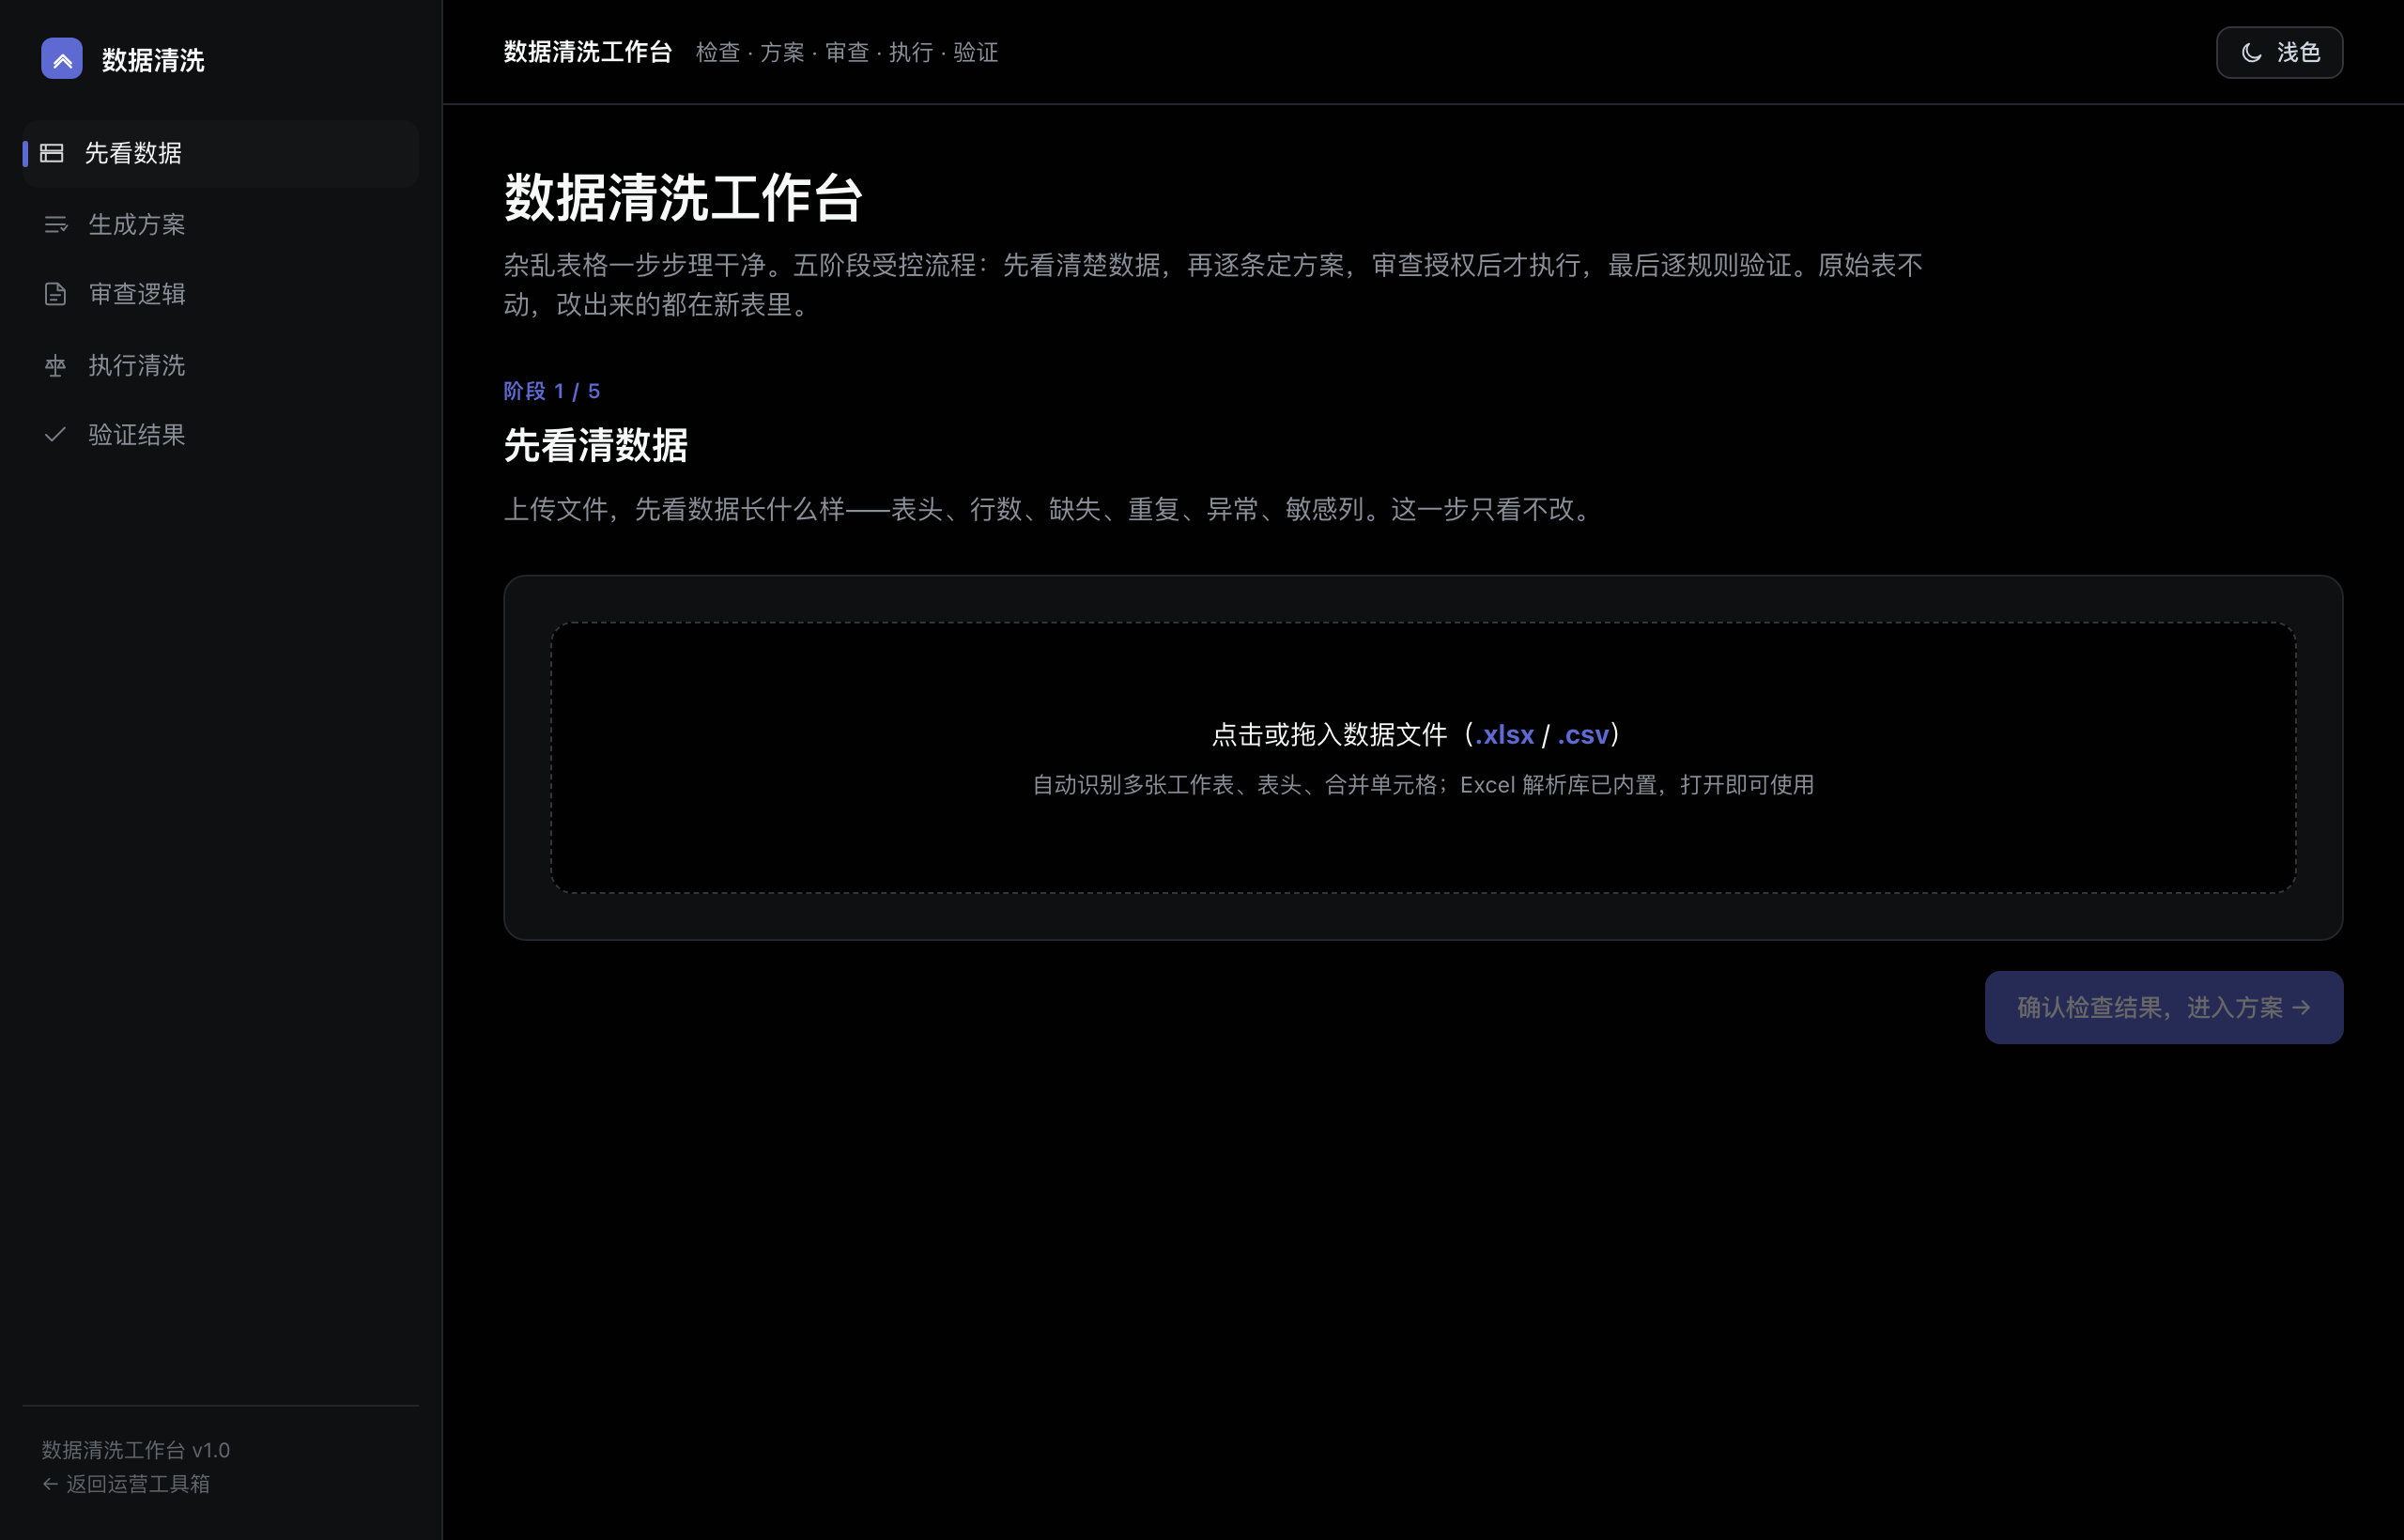 数据清洗
先看数据
生成方案
审查逻辑
执行清洗
验证结果
数据清洗工作台 v1.0
← 返回运营工具箱
数据清洗工作台 检查 · 方案 · 审查 · 执行 · 验证
浅色
数据清洗工作台
杂乱表格一步步理干净。五阶段受控流程：先看清楚数据，再逐条定方案，审查授权后才执行，最后逐规则验证。原始表不
动，改出来的都在新表里。
阶段 1 / 5
先看清数据
上传文件，先看数据长什么样——表头、行数、缺失、重复、异常、敏感列。这一步只看不改。
点击或拖入数据文件（.xlsx / .csv）
自动识别多张工作表、表头、合并单元格；Excel 解析库已内置，打开即可使用
确认检查结果，进入方案 →